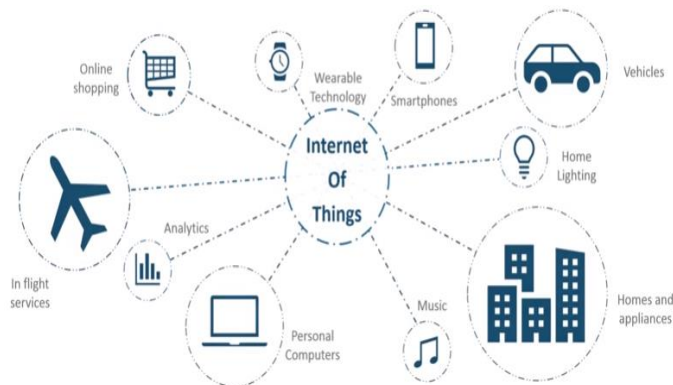 Online
shopping
Wearable
Technology
Smartphones
Vehicles
Internet
Of
Things
Home
Lighting
Analytics
In flight
services
Personal
Computers
Music
Homes and
appliances